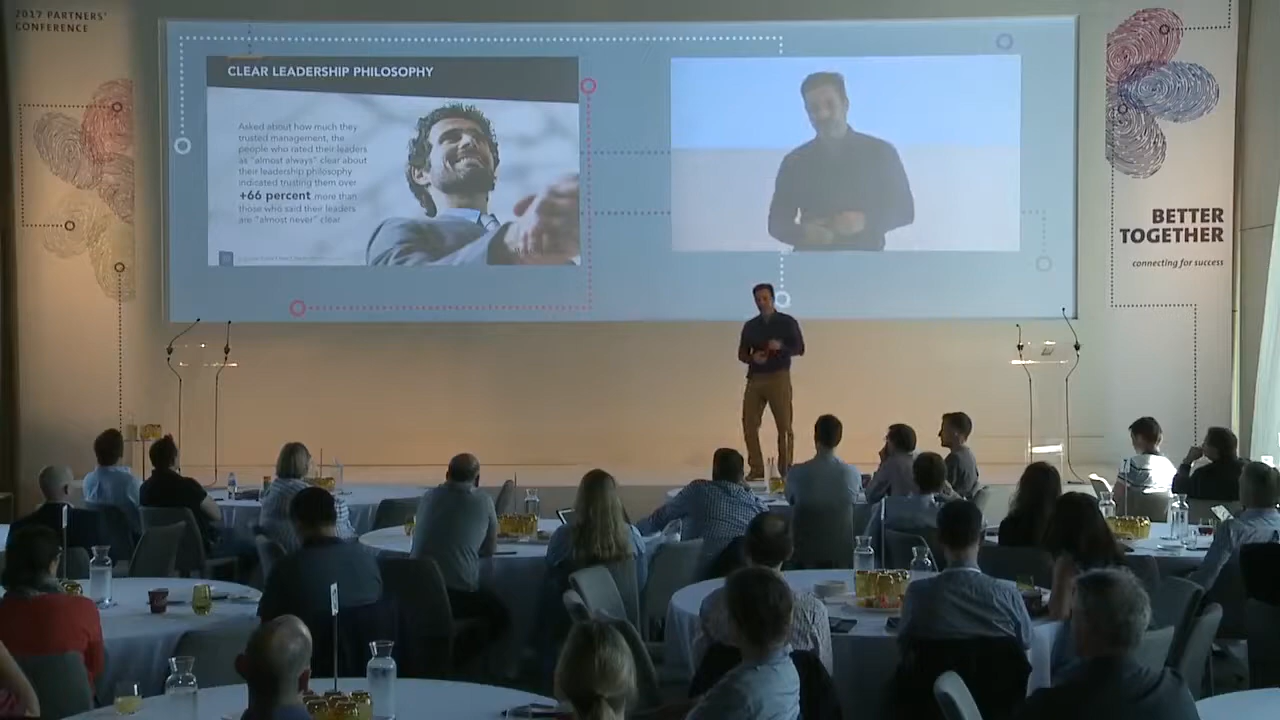 2017 PARTNERS'
CONFERENCE
CLEAR LEADERSHIP PHILOSOPHY
Asked about how much they
trusted management, the
people who rated their leaders
as "almost always" clear about
their leadership philosophy
indicated trusting them over
+66 percent more than
those who said their leaders
are "almost never" clear
BETTER
TOGETHER
connecting for success